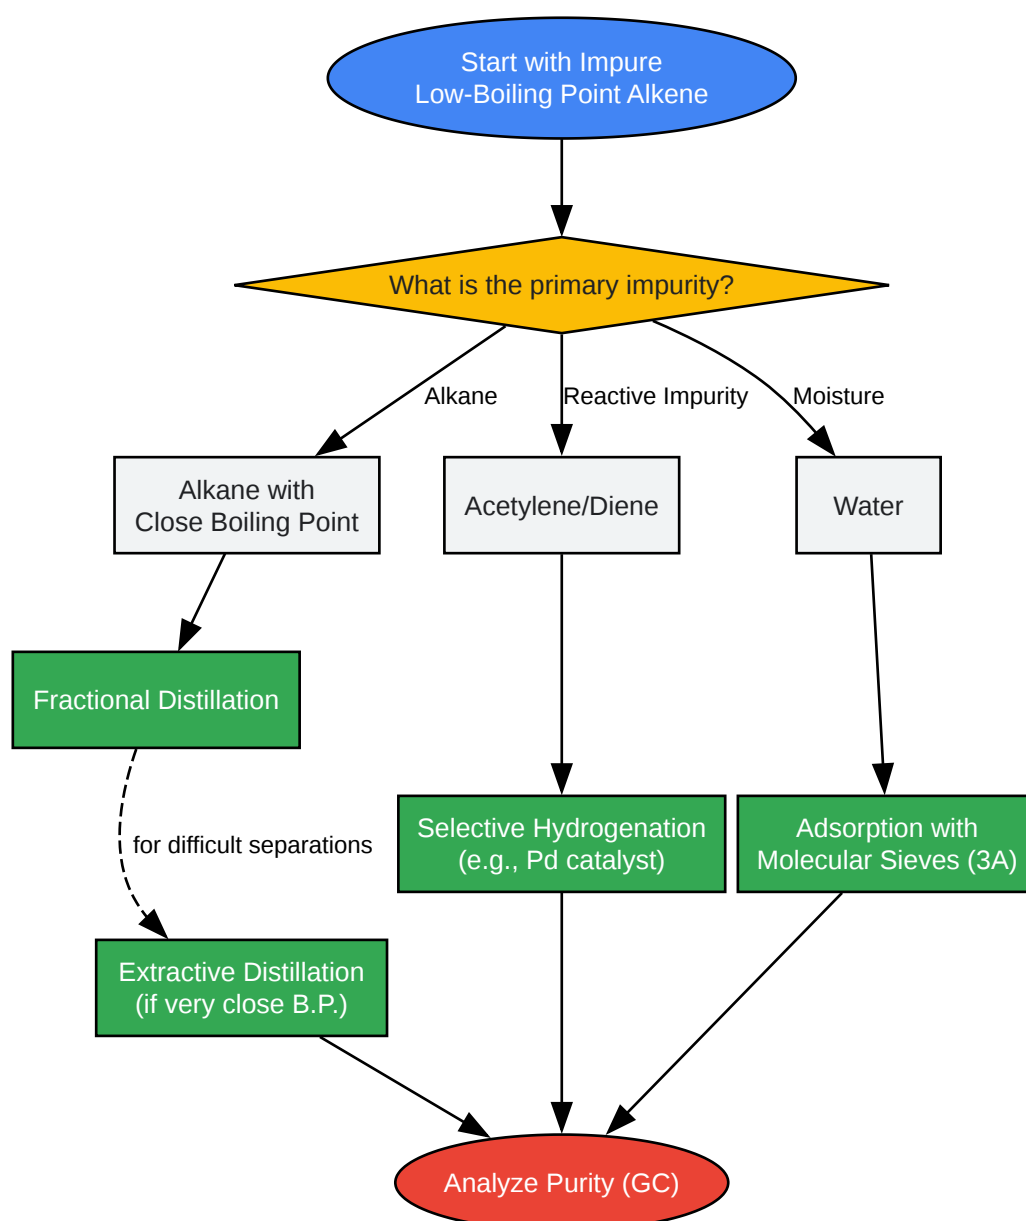 Start with Impure
Low-Boiling Point Alkene
What is the primary impurity?
Alkane
Reactive Impurity
Moisture
Alkane with
Close Boiling Point
Acetylene/Diene
Water
Fractional Distillation
Selective Hydrogenation
(e.g., Pd catalyst)
Adsorption with
Molecular Sieves (3A)
for difficult separations
Extractive Distillation
(if very close B.P.)
Analyze Purity (GC)